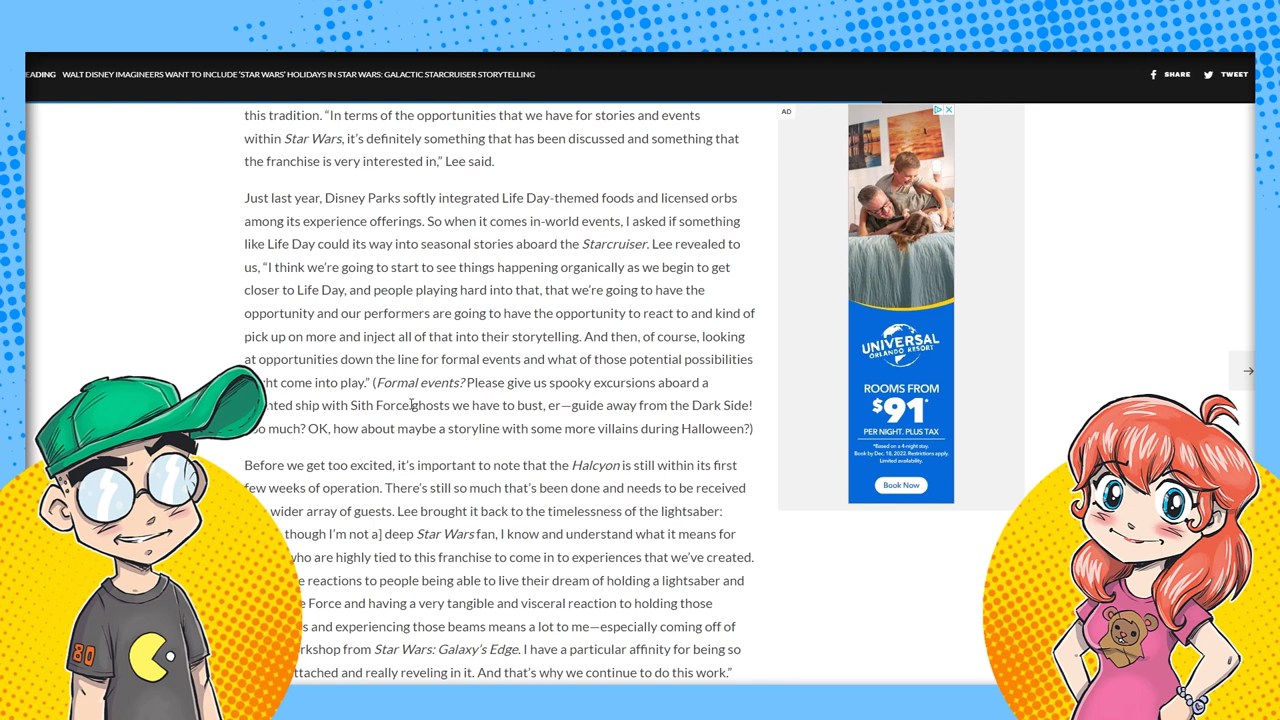 EADING WALT DISNEY IMAGINEERS WANT TO INCLUDE 'STAR WARS' HOLIDAYS IN STAR WARS: GALACTIC STARCRUISER STORYTELLING
SHARE
TWEET
this tradition. “In terms of the opportunities that we have for stories and events
within Star Wars, it’s definitely something that has been discussed and something that
the franchise is very interested in,” Lee said.
Just last year, Disney Parks softly integrated Life Day-themed foods and licensed orbs
among its experience offerings. So when it comes in-world events, I asked if something
like Life Day could its way into seasonal stories aboard the Starcruiser. Lee revealed to
us, “I think we’re going to start to see things happening organically as we begin to get
closer to Life Day, and people playing hard into that, that we’re going to have the
opportunity and our performers are going to have the opportunity to react to and kind of
pick up on more and inject all of that into their storytelling. And then, of course, looking
at opportunities down the line for formal events and what of those potential possibilities
ht come into play.” (Formal events? Please give us spooky excursions aboard a
nted ship with Sith Force ghosts we have to bust, er—guide away from the Dark Side!
oo much? OK, how about maybe a storyline with some more villains during Halloween?)
Before we get too excited, it’s important to note that the Halcyon is still within its first
few weeks of operation. There’s still so much that’s been done and needs to be received
wider array of guests. Lee brought it back to the timelessness of the lightsaber:
though I’m not a] deep Star Wars fan, I know and understand what it means for
who are highly tied to this franchise to come in to experiences that we’ve created.
e reactions to people being able to live their dream of holding a lightsaber and
e Force and having a very tangible and visceral reaction to holding those
s and experiencing those beams means a lot to me—especially coming off of
rkshop from Star Wars: Galaxy’s Edge. I have a particular affinity for being so
ttached and really reveling in it. And that’s why we continue to do this work.”
AD
UNIVERSAL
ORLANDO RESORT
ROOMS FROM
$91*
PER NIGHT, PLUS TAX
*Based on a 4-night stay.
Book by Dec. 18, 2022. Restrictions apply.
Limited availability.
Book Now
80